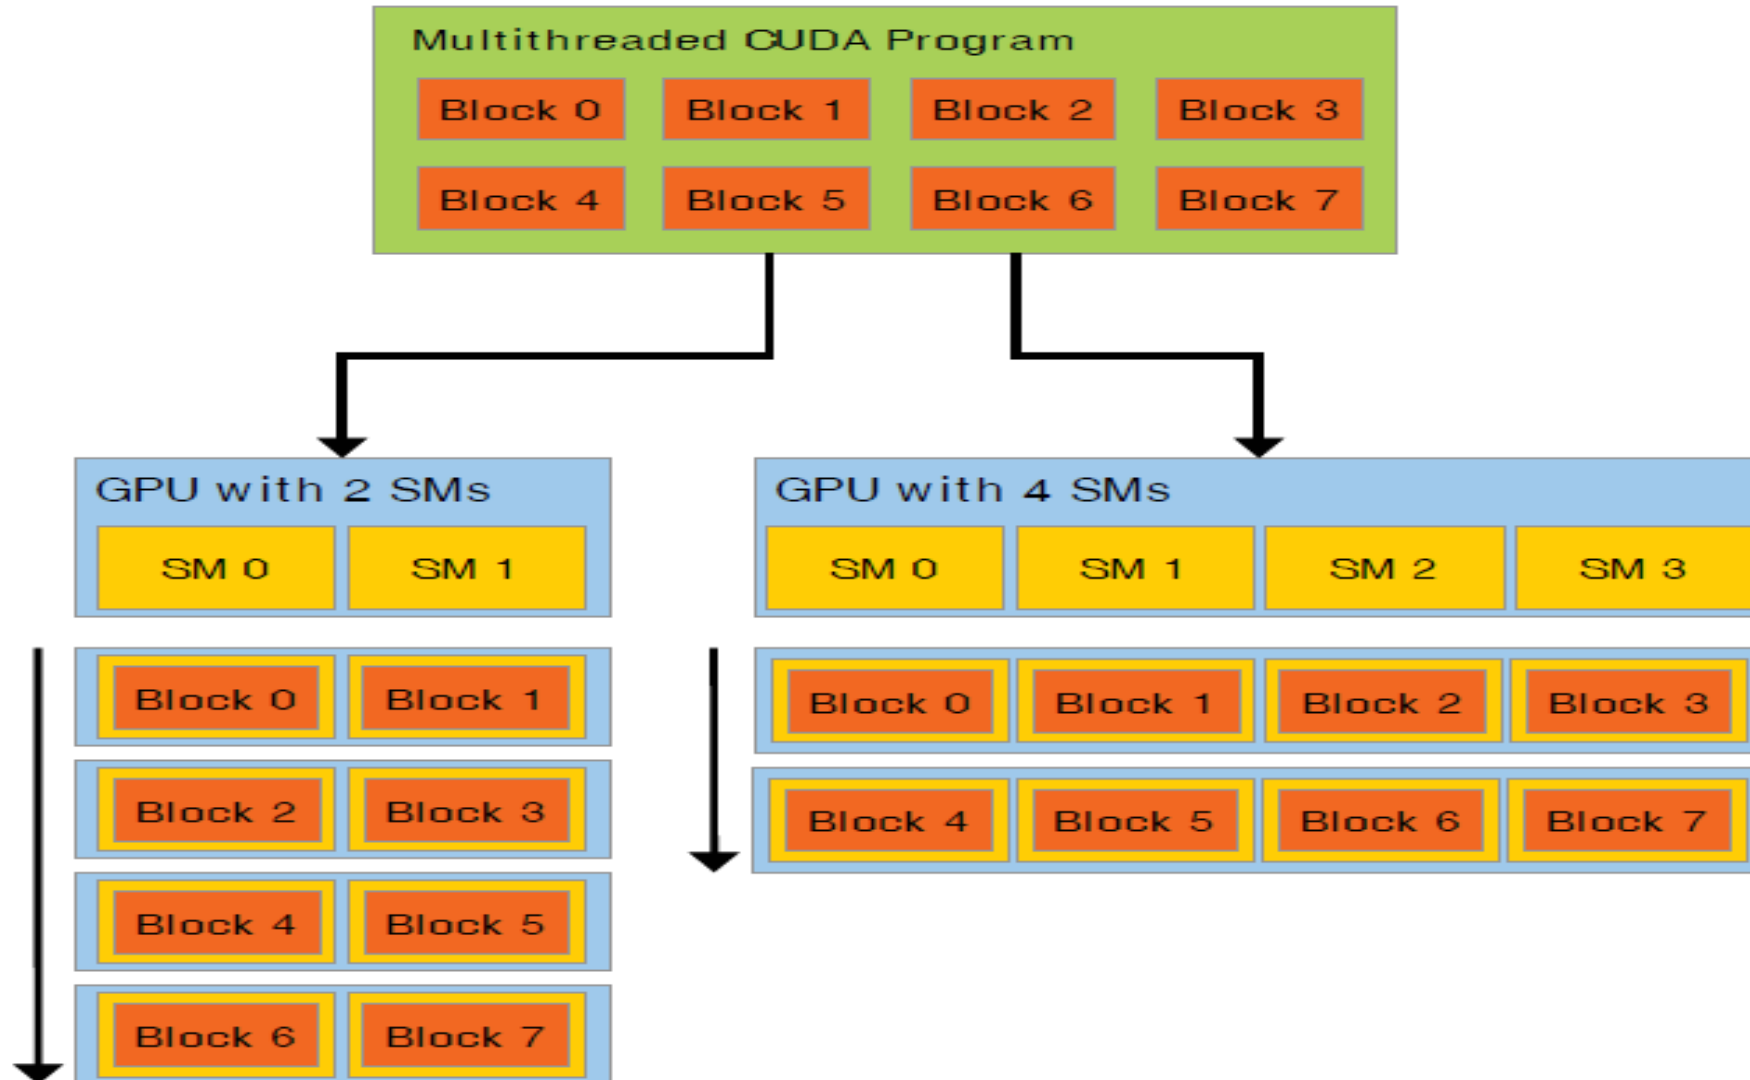 Multithreaded CUDA Program
Block 0 Block 1 Block 2 Block 3
Block 4 Block 5 Block 6 Block 7
GPU with 2 SMs
SM 0 SM 1
Block 0 Block 1
Block 2 Block 3
Block 4 Block 5
Block 6 Block 7
GPU with 4 SMs
SM 0 SM 1 SM 2 SM 3
Block 0 Block 1 Block 2 Block 3
Block 4 Block 5 Block 6 Block 7